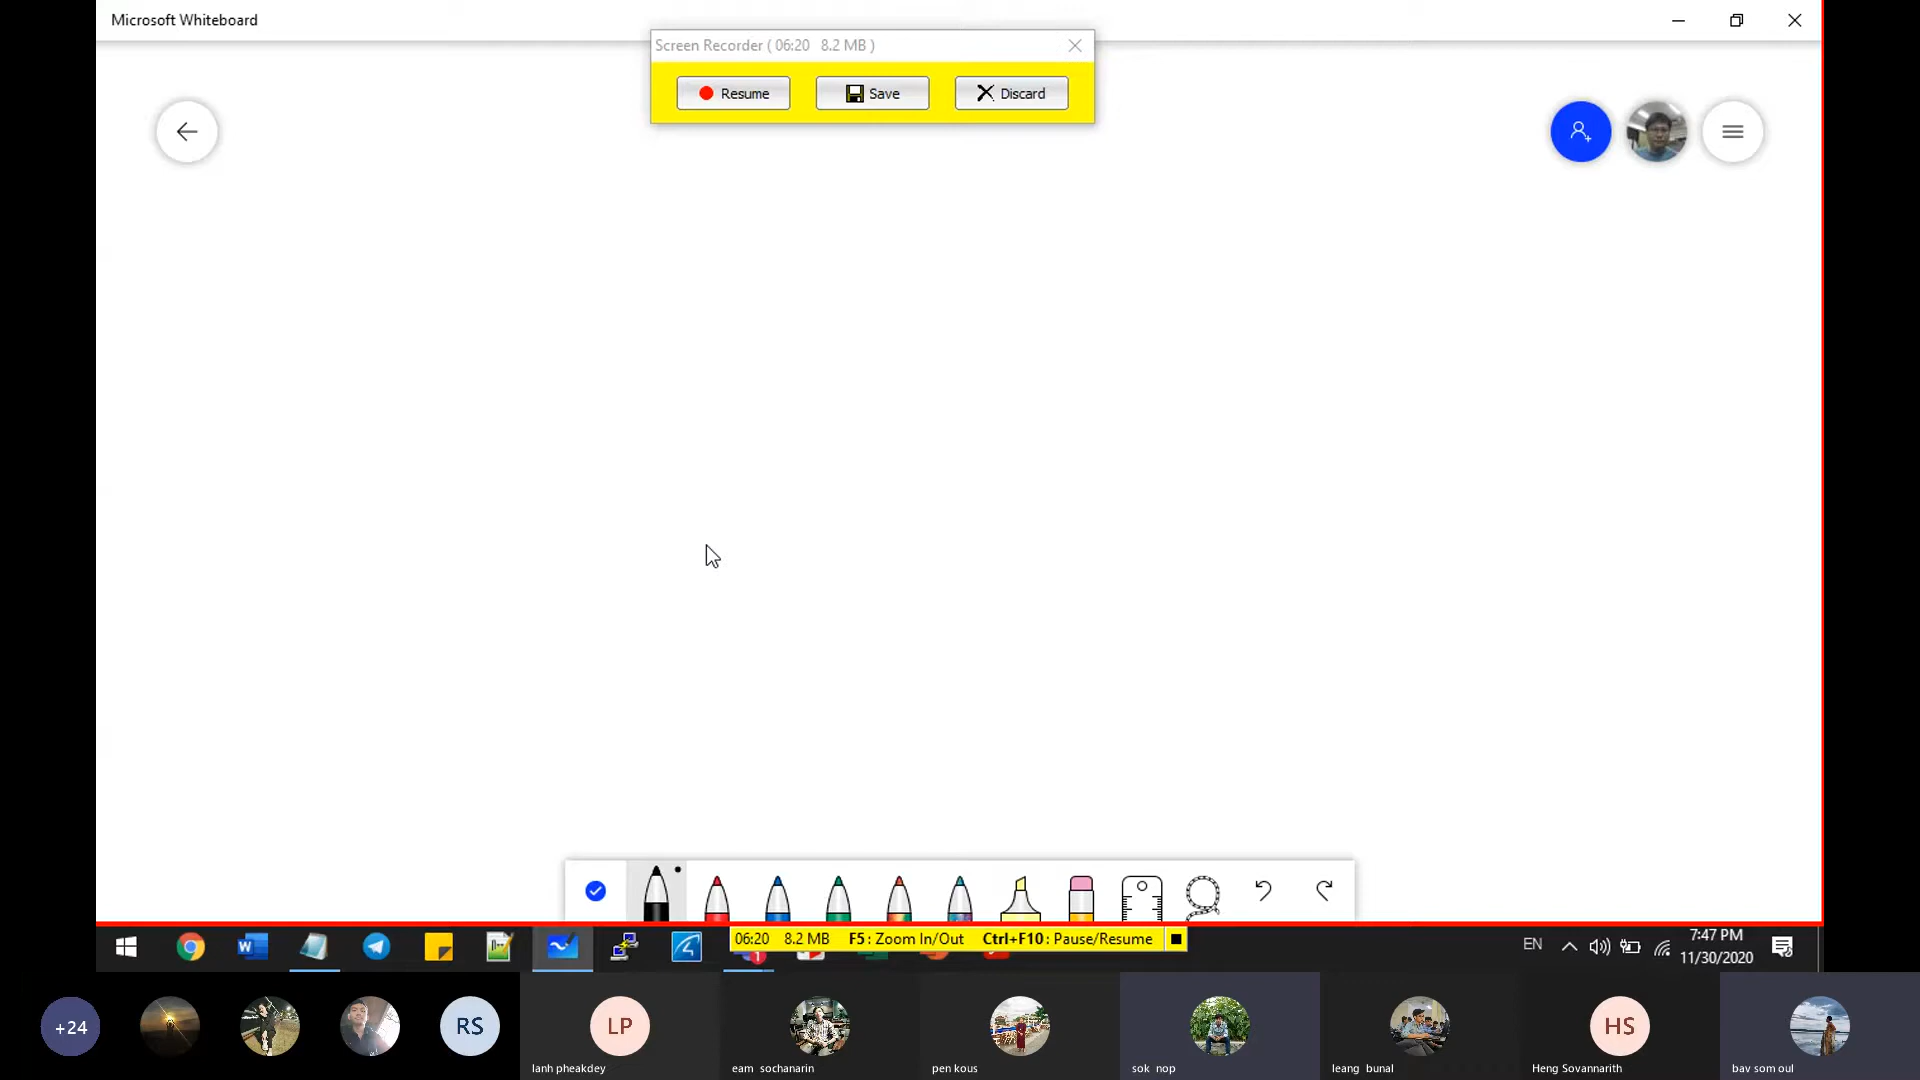 Microsoft Whiteboard
Screen Recorder ( 06:20 8.2 MB )
Resume
Save
Discard
06:20 8.2 MB F5 : Zoom In/Out Ctrl+F10 : Pause/Resume
1
EN
7:47 PM
11/30/2020
+24
RS
LP
HS
lanh pheakdey
eam sochanarin
pen kous
sok nop
leang bunal
Heng Sovannarith
bav som oul